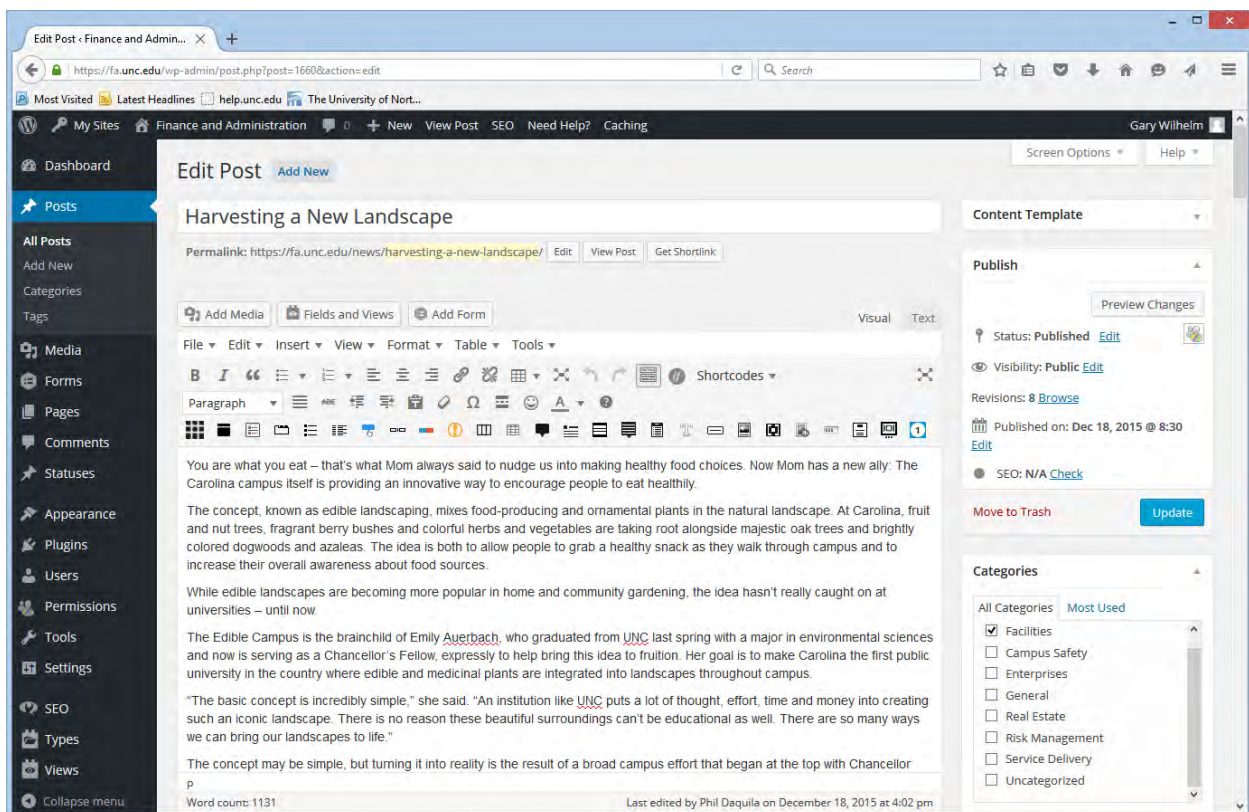 Edit Post ‹ Finance and Admin... × +
https://fa.unc.edu/wp-admin/post.php?post=1660&action=edit
Search
Most Visited Latest Headlines help.unc.edu The University of Nort...
My Sites Finance and Administration 0 + New View Post SEO Need Help? Caching Gary Wilhelm
Screen Options Help
Dashboard
Posts
All Posts
Add New
Categories
Tags
Media
Forms
Pages
Comments
Statuses
Appearance
Plugins
Users
Permissions
Tools
Settings
SEO
Types
Views
Collapse menu
Edit Post Add New
Harvesting a New Landscape
Permalink: https://fa.unc.edu/news/harvesting-a-new-landscape/ Edit View Post Get Shortlink
Add Media Fields and Views Add Form Visual Text
File Edit Insert View Format Table Tools
B I Shortcodes
Paragraph ABC Ω A
You are what you eat – that's what Mom always said to nudge us into making healthy food choices. Now Mom has a new ally: The
Carolina campus itself is providing an innovative way to encourage people to eat healthily.
The concept, known as edible landscaping, mixes food-producing and ornamental plants in the natural landscape. At Carolina, fruit
and nut trees, fragrant berry bushes and colorful herbs and vegetables are taking root alongside majestic oak trees and brightly
colored dogwoods and azaleas. The idea is both to allow people to grab a healthy snack as they walk through campus and to
increase their overall awareness about food sources.
While edible landscapes are becoming more popular in home and community gardening, the idea hasn't really caught on at
universities – until now.
The Edible Campus is the brainchild of Emily Auerbach, who graduated from UNC last spring with a major in environmental sciences
and now is serving as a Chancellor's Fellow, expressly to help bring this idea to fruition. Her goal is to make Carolina the first public
university in the country where edible and medicinal plants are integrated into landscapes throughout campus.
"The basic concept is incredibly simple," she said. "An institution like UNC puts a lot of thought, effort, time and money into creating
such an iconic landscape. There is no reason these beautiful surroundings can't be educational as well. There are so many ways
we can bring our landscapes to life."
The concept may be simple, but turning it into reality is the result of a broad campus effort that began at the top with Chancellor
p
Word count: 1131 Last edited by Phil Daquila on December 18, 2015 at 4:02 pm
Content Template
Publish
Preview Changes
Status: Published Edit
Visibility: Public Edit
Revisions: 8 Browse
Published on: Dec 18, 2015 @ 8:30
Edit
SEO: N/A Check
Move to Trash Update
Categories
All Categories Most Used
Facilities
Campus Safety
Enterprises
General
Real Estate
Risk Management
Service Delivery
Uncategorized